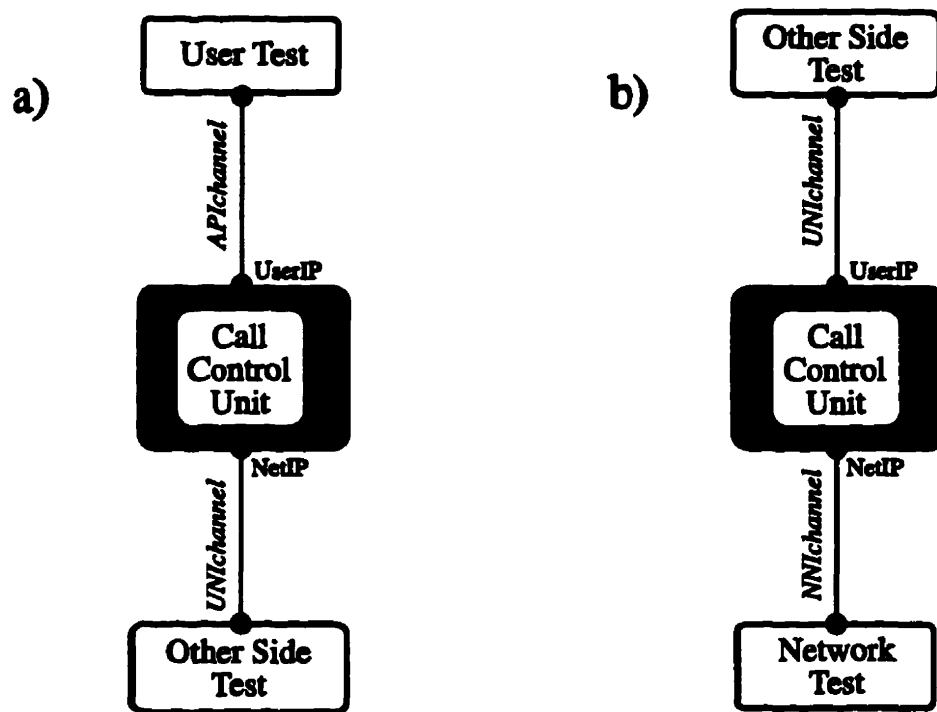 a)
User Test
APIchannel
UserIP
Call
Control
Unit
NetIP
UNIchannel
Other Side
Test
b)
Other Side
Test
UNIchannel
UserIP
Call
Control
Unit
NetIP
NNIchannel
Network
Test